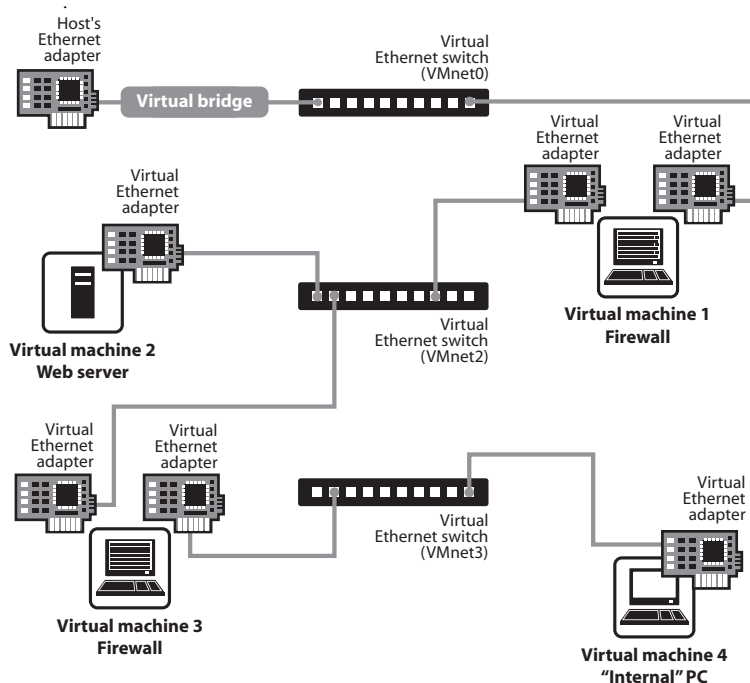 Host's
Ethernet
adapter
Virtual bridge
Virtual
Ethernet switch
(VMnet0)
Virtual
Ethernet
adapter
Virtual
Ethernet
adapter
Virtual
Ethernet
adapter
Virtual machine 1
Firewall
Virtual machine 2
Web server
Virtual
Ethernet switch
(VMnet2)
Virtual
Ethernet
adapter
Virtual
Ethernet
adapter
Virtual
Ethernet switch
(VMnet3)
Virtual
Ethernet
adapter
Virtual machine 3
Firewall
Virtual machine 4
“Internal” PC